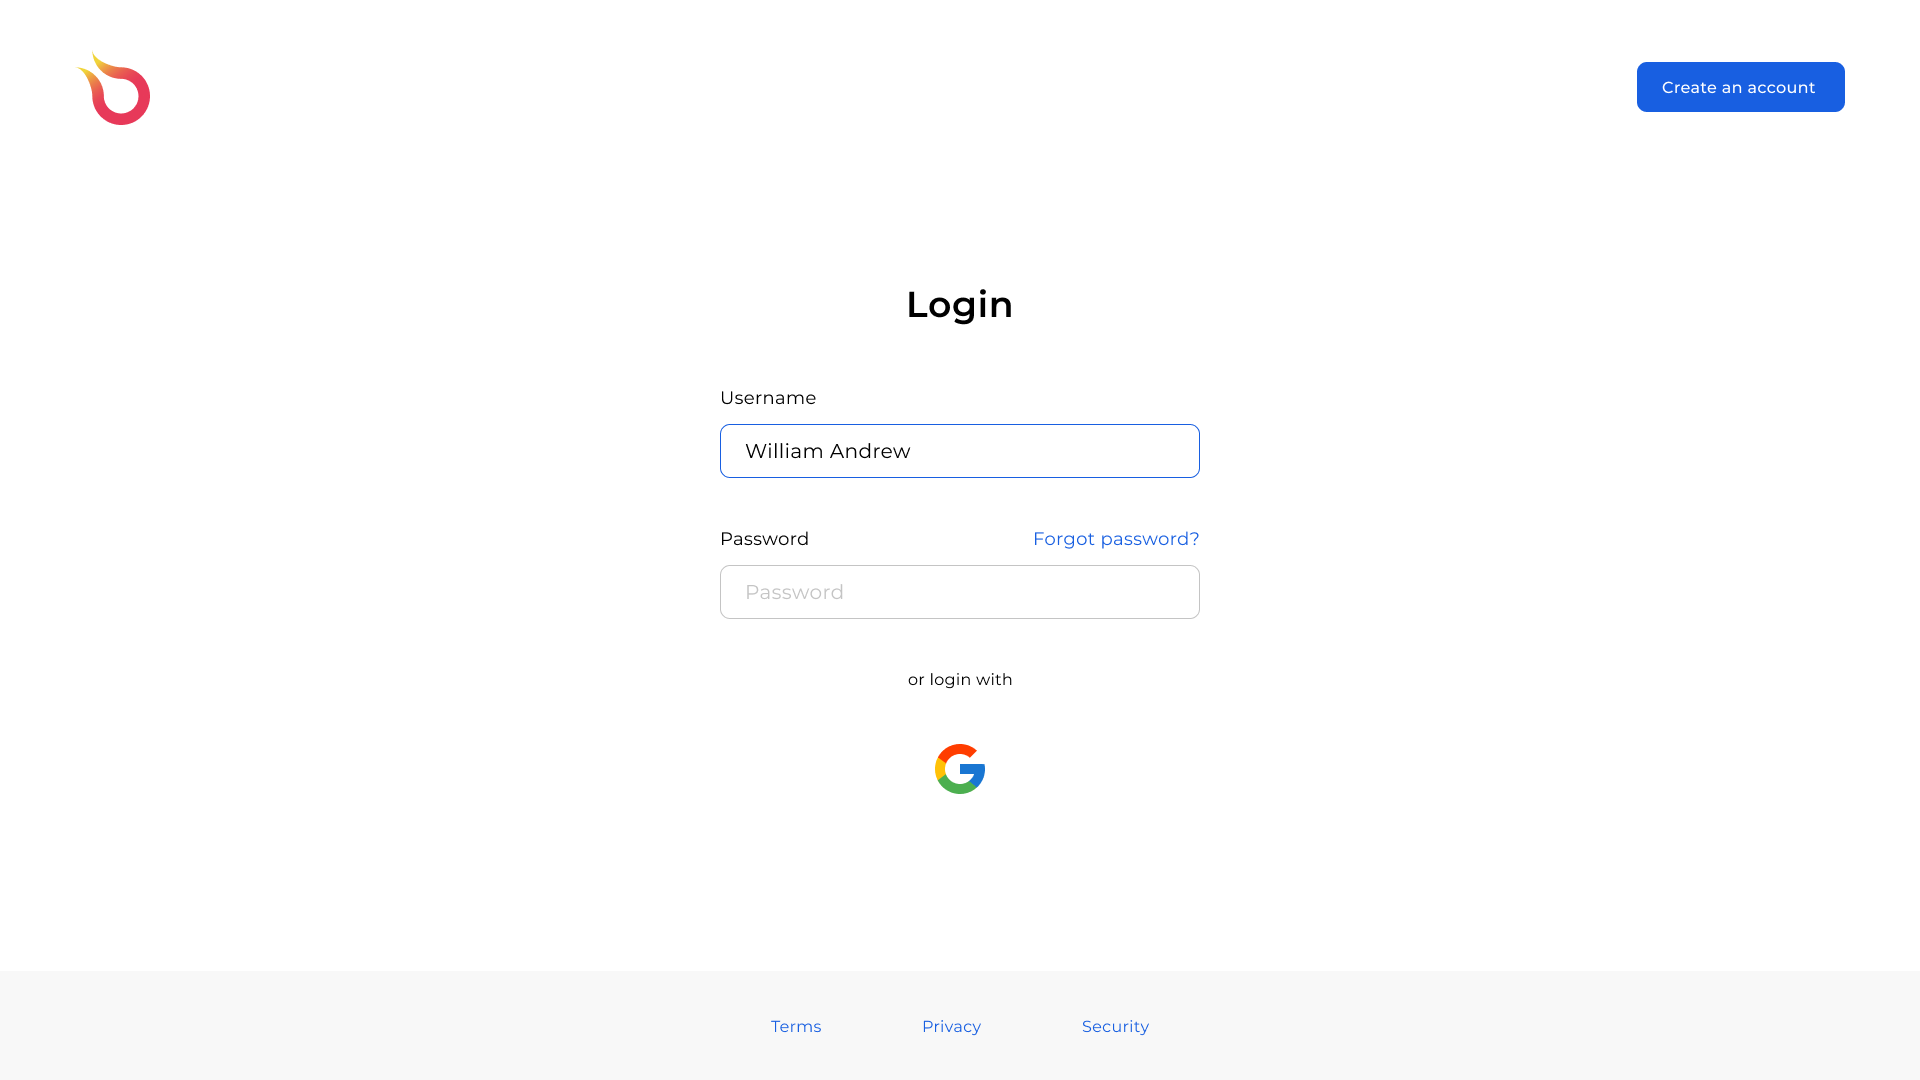 Create an account
Login
Username
William Andrew
Password
Forgot password?
Password
or login with
Terms
Privacy
Security